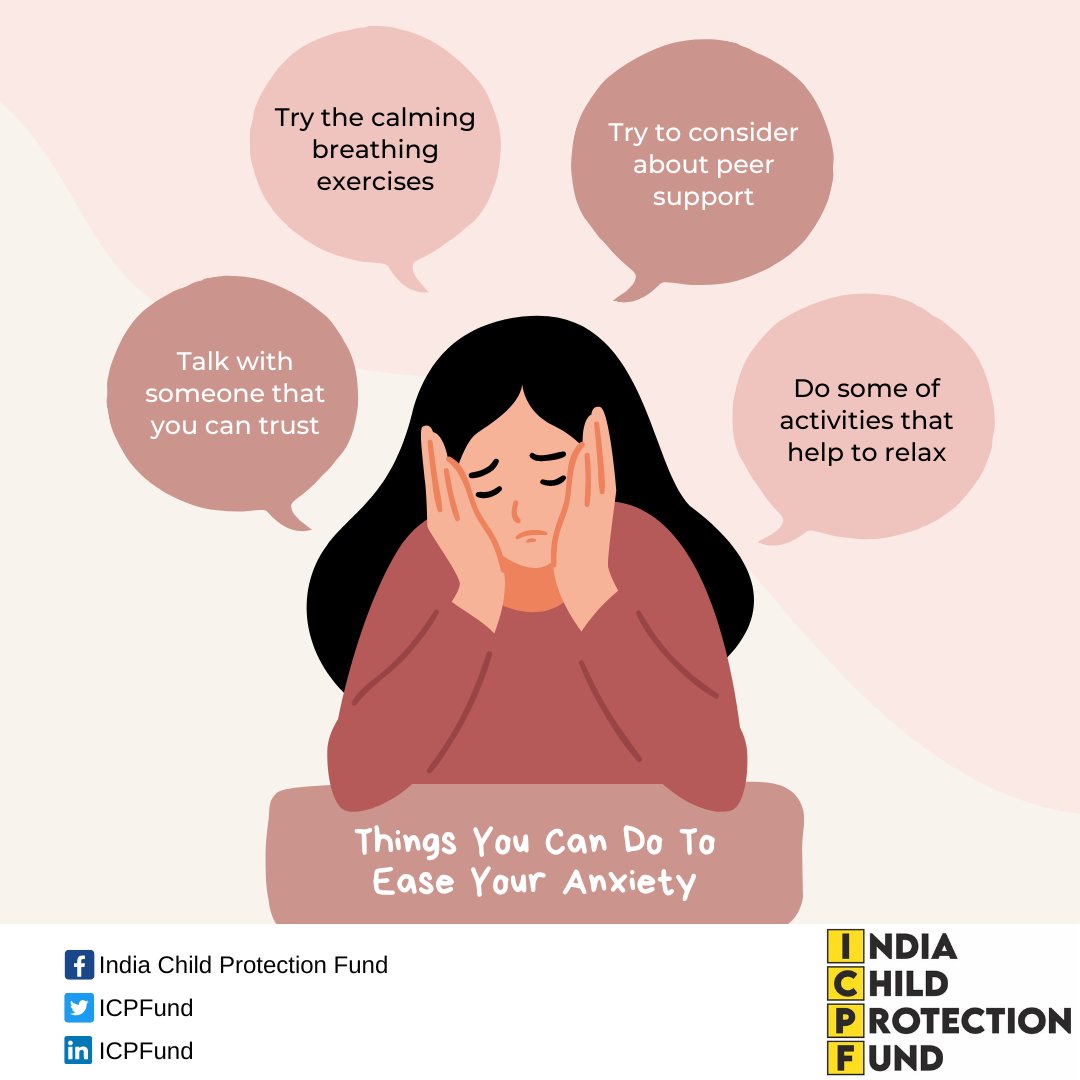 Try the calming
breathing
exercises
Try to consider
about peer
support
Talk with
someone that
you can trust
Do some of
activities that
help to relax
Things You Can Do To
Ease Your Anxiety
India Child Protection Fund
ICPFund
ICPFund
INDIA
CHILD
PROTECTION
FUND